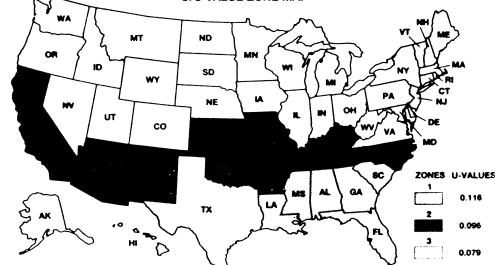 WA
OR
ID
MT
WY
NV
UT
CO
ND
SD
NE
MN
IA
WI
MI
IL
IN
OH
WV
VA
PA
NY
VT
NH
ME
MA
RI
CT
NJ
DE
MD
TX
LA
MS
AL
GA
SC
FL
AK
HI
ZONES U-VALUES
1
0.116
2
0.096
3
0.079